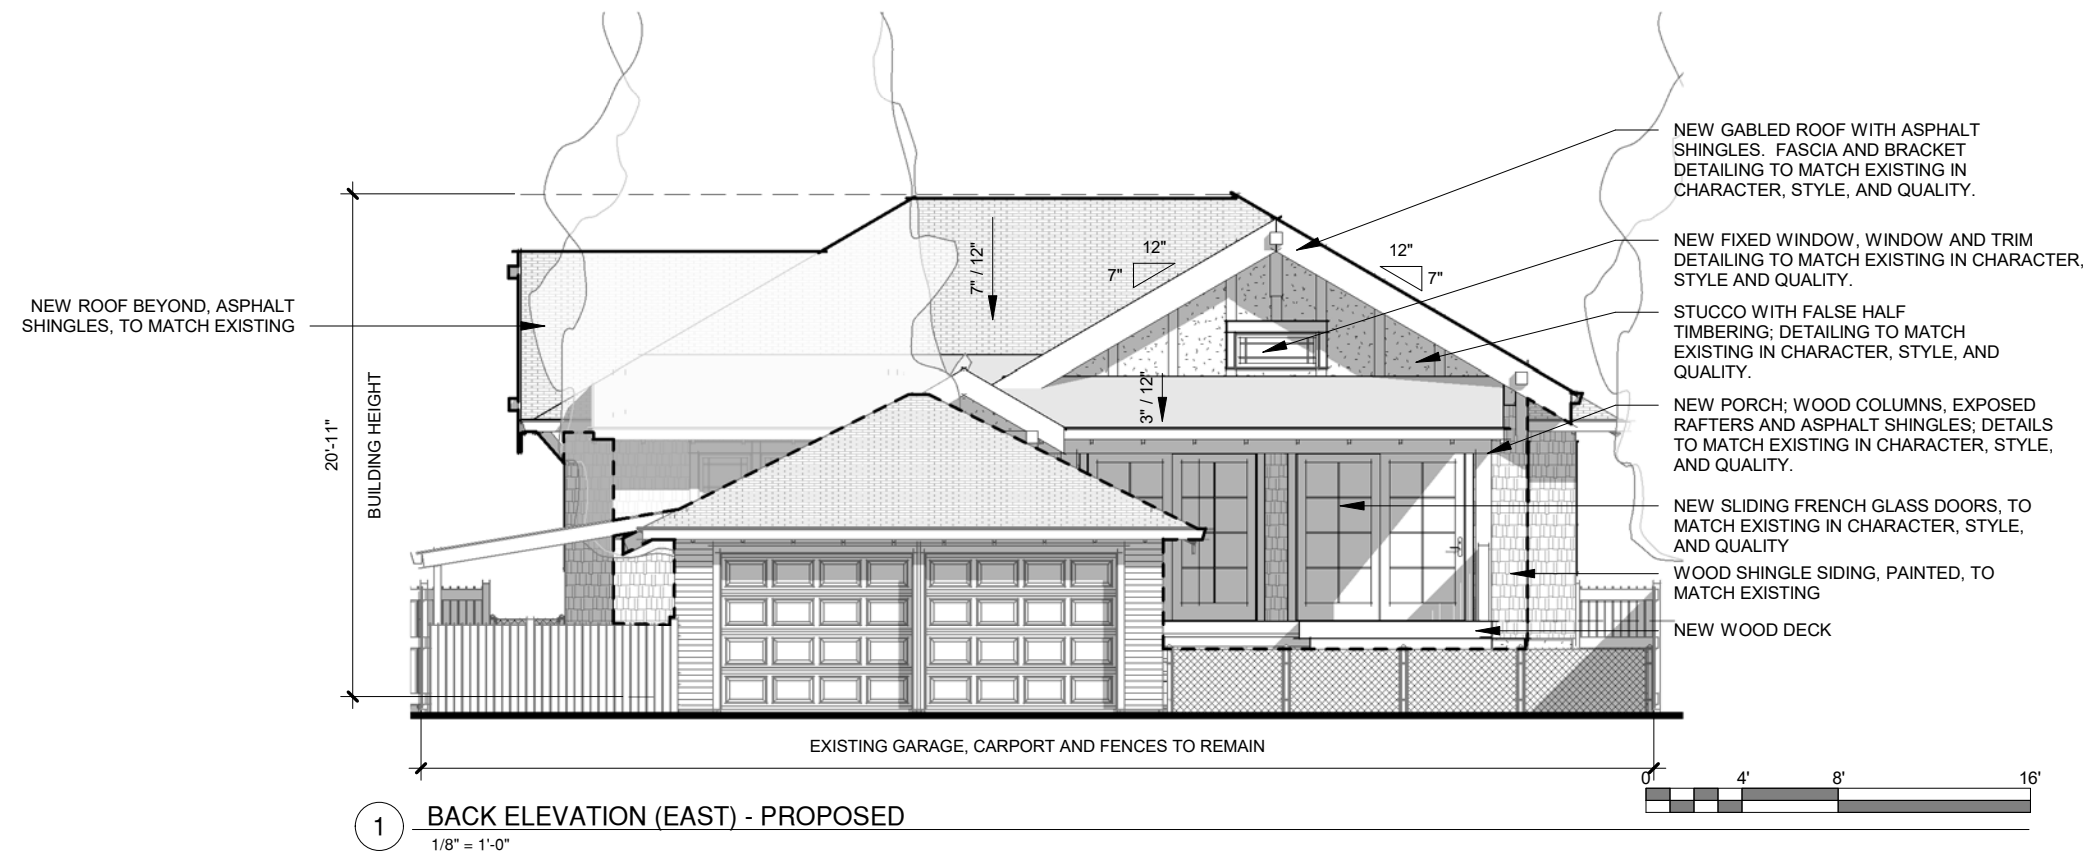 NEW GABLED ROOF WITH ASPHALT
SHINGLES.  FASCIA AND BRACKET
DETAILING TO MATCH EXISTING IN
CHARACTER, STYLE, AND QUALITY.
NEW FIXED WINDOW, WINDOW AND TRIM
DETAILING TO MATCH EXISTING IN CHARACTER,
STYLE AND QUALITY.
STUCCO WITH FALSE HALF
TIMBERING; DETAILING TO MATCH
EXISTING IN CHARACTER, STYLE, AND
QUALITY.
NEW PORCH; WOOD COLUMNS, EXPOSED
RAFTERS AND ASPHALT SHINGLES; DETAILS
TO MATCH EXISTING IN CHARACTER, STYLE,
AND QUALITY.
NEW SLIDING FRENCH GLASS DOORS, TO
MATCH EXISTING IN CHARACTER, STYLE,
AND QUALITY
WOOD SHINGLE SIDING, PAINTED, TO
MATCH EXISTING
NEW WOOD DECK
NEW ROOF BEYOND, ASPHALT
SHINGLES, TO MATCH EXISTING
20'-11"
BUILDING HEIGHT
7" / 12"
12"
7"
12"
7"
3" / 12"
EXISTING GARAGE, CARPORT AND FENCES TO REMAIN
0'
4'
8'
16'
1
BACK ELEVATION (EAST) - PROPOSED
1/8" = 1'-0"